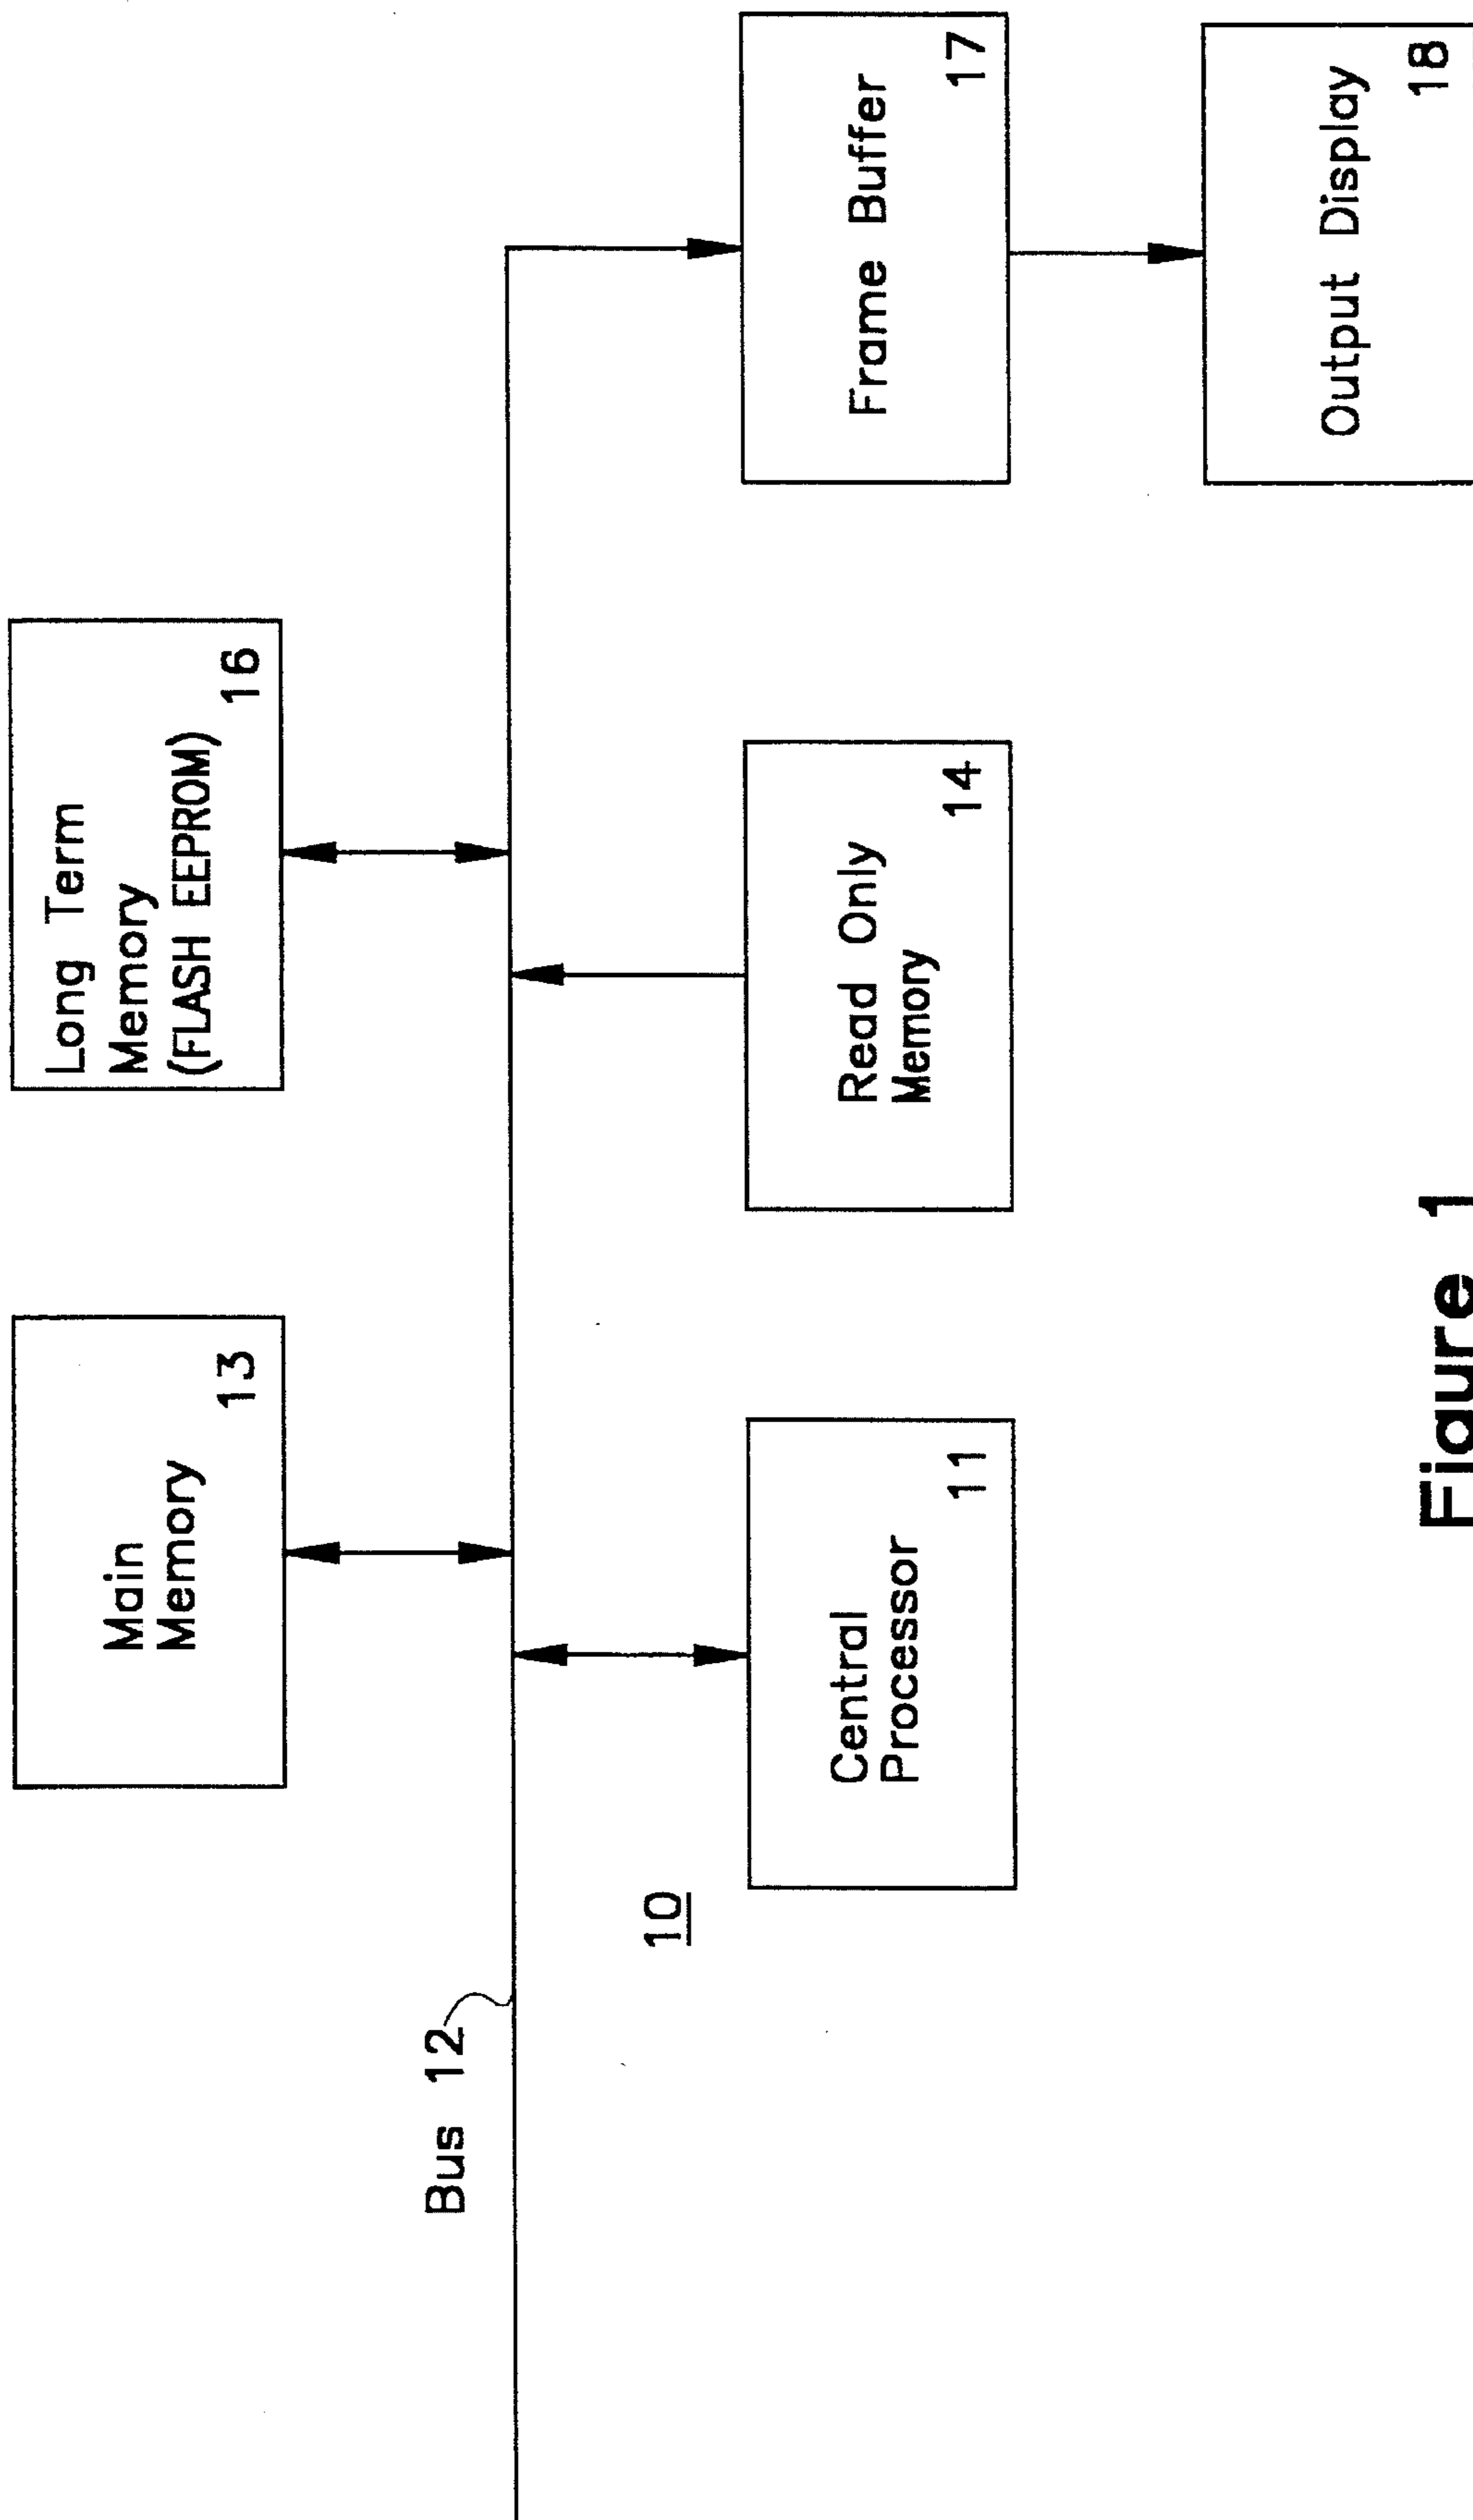 Main
Memory
13
Long Term
Memory
(FLASH EEPROM)
16
Bus 12
10
Central
Processor
11
Read Only
Memory
14
Frame Buffer
17
Output Display
18
Figure 1